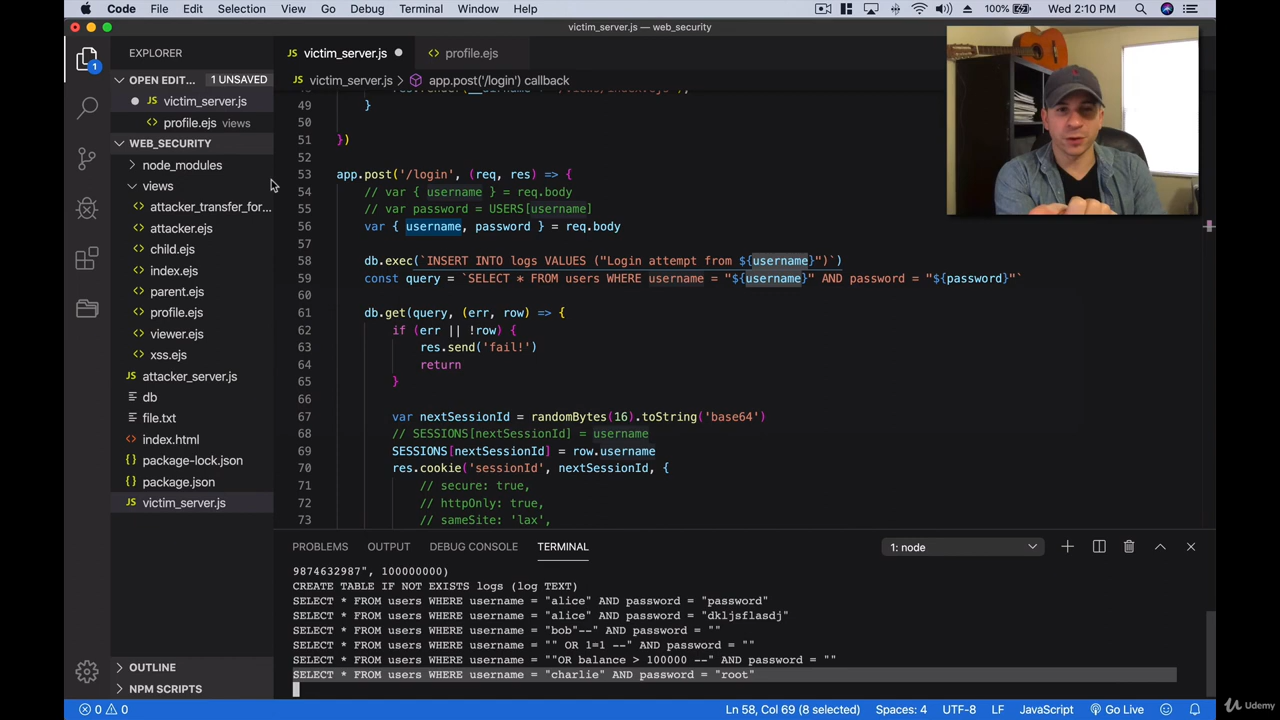 Code File Edit Selection View Go Debug Terminal Window Help 100% Wed 2:10 PM
victim_server.js — web_security
EXPLORER
JS victim_server.js
<> profile.ejs
OPEN EDIT... 1 UNSAVED
JS victim_server.js
<> profile.ejs views
WEB_SECURITY
node_modules
views
<> attacker_transfer_for...
<> attacker.ejs
<> child.ejs
<> index.ejs
<> parent.ejs
<> profile.ejs
<> viewer.ejs
<> xss.ejs
JS attacker_server.js
db
file.txt
index.html
{} package-lock.json
{} package.json
JS victim_server.js
OUTLINE
NPM SCRIPTS
JS victim_server.js > app.post('/login') callback
49 }
50
51 })
52
53 app.post('/login', (req, res) => {
54 // var { username } = req.body
55 // var password = USERS[username]
56 var { username, password } = req.body
57
58 db.exec(`INSERT INTO logs VALUES ("Login attempt from ${username}")`)
59 const query = `SELECT * FROM users WHERE username = "${username}" AND password = "${password}"`
60
61 db.get(query, (err, row) => {
62 if (err || !row) {
63 res.send('fail!')
64 return
65 }
66
67 var nextSessionId = randomBytes(16).toString('base64')
68 // SESSIONS[nextSessionId] = username
69 SESSIONS[nextSessionId] = row.username
70 res.cookie('sessionId', nextSessionId, {
71 // secure: true,
72 // httpOnly: true,
73 // sameSite: 'lax',
PROBLEMS OUTPUT DEBUG CONSOLE TERMINAL 1: node
9874632987", 100000000)
CREATE TABLE IF NOT EXISTS logs (log TEXT)
SELECT * FROM users WHERE username = "alice" AND password = "password"
SELECT * FROM users WHERE username = "alice" AND password = "dkljsflasdj"
SELECT * FROM users WHERE username = "bob"--" AND password = ""
SELECT * FROM users WHERE username = "" OR 1=1 --" AND password = ""
SELECT * FROM users WHERE username = ""OR balance > 100000 --" AND password = ""
SELECT * FROM users WHERE username = "charlie" AND password = "root"
0 0 Ln 58, Col 69 (8 selected) Spaces: 4 UTF-8 LF JavaScript Go Live
Udemy